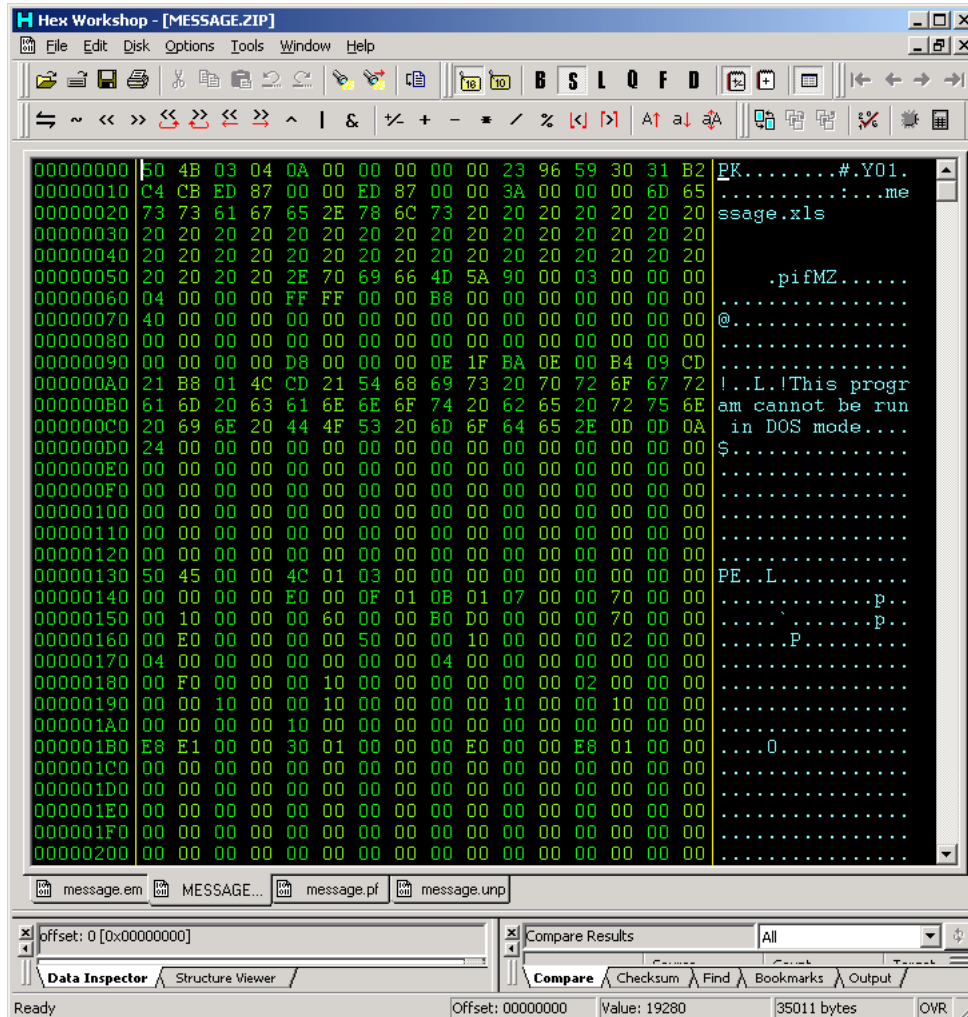 Hex Workshop - [MESSAGE.ZIP]
File Edit Disk Options Tools Window Help
16 10 B S L Q F D
~ << >> ^ | & +/- + - * / % [<] [>] A↑ a↓ aA
00000000 50 4B 03 04 0A 00 00 00 00 00 23 96 59 30 31 B2 PK........#.Y01.
00000010 C4 CB ED 87 00 00 ED 87 00 00 3A 00 00 00 6D 65 ..........:...me
00000020 73 73 61 67 65 2E 78 6C 73 20 20 20 20 20 20 20 ssage.xls
00000030 20 20 20 20 20 20 20 20 20 20 20 20 20 20 20 20
00000040 20 20 20 20 20 20 20 20 20 20 20 20 20 20 20 20
00000050 20 20 20 20 2E 70 69 66 4D 5A 90 00 03 00 00 00 .pifMZ......
00000060 04 00 00 00 FF FF 00 00 B8 00 00 00 00 00 00 00 ................
00000070 40 00 00 00 00 00 00 00 00 00 00 00 00 00 00 00 @...............
00000080 00 00 00 00 00 00 00 00 00 00 00 00 00 00 00 00 ................
00000090 00 00 00 00 D8 00 00 00 0E 1F BA 0E 00 B4 09 CD ................
000000A0 21 B8 01 4C CD 21 54 68 69 73 20 70 72 6F 67 72 !..L.!This progr
000000B0 61 6D 20 63 61 6E 6E 6F 74 20 62 65 20 72 75 6E am cannot be run
000000C0 20 69 6E 20 44 4F 53 20 6D 6F 64 65 2E 0D 0D 0A in DOS mode....
000000D0 24 00 00 00 00 00 00 00 00 00 00 00 00 00 00 00 $...............
000000E0 00 00 00 00 00 00 00 00 00 00 00 00 00 00 00 00 ................
000000F0 00 00 00 00 00 00 00 00 00 00 00 00 00 00 00 00 ................
00000100 00 00 00 00 00 00 00 00 00 00 00 00 00 00 00 00 ................
00000110 00 00 00 00 00 00 00 00 00 00 00 00 00 00 00 00 ................
00000120 00 00 00 00 00 00 00 00 00 00 00 00 00 00 00 00 ................
00000130 50 45 00 00 4C 01 03 00 00 00 00 00 00 00 00 00 PE..L...........
00000140 00 00 00 00 E0 00 0F 01 0B 01 07 00 00 70 00 00 .............p..
00000150 00 10 00 00 00 60 00 00 B0 D0 00 00 00 70 00 00 .....`.......p..
00000160 00 E0 00 00 00 00 50 00 00 10 00 00 00 02 00 00 ......P.........
00000170 04 00 00 00 00 00 00 00 04 00 00 00 00 00 00 00 ................
00000180 00 F0 00 00 00 10 00 00 00 00 00 00 02 00 00 00 ................
00000190 00 00 10 00 00 10 00 00 00 00 10 00 00 10 00 00 ................
000001A0 00 00 00 00 10 00 00 00 00 00 00 00 00 00 00 00 ................
000001B0 E8 E1 00 00 30 01 00 00 00 E0 00 00 E8 01 00 00 ....0...........
000001C0 00 00 00 00 00 00 00 00 00 00 00 00 00 00 00 00 ................
000001D0 00 00 00 00 00 00 00 00 00 00 00 00 00 00 00 00 ................
000001E0 00 00 00 00 00 00 00 00 00 00 00 00 00 00 00 00 ................
000001F0 00 00 00 00 00 00 00 00 00 00 00 00 00 00 00 00 ................
00000200 00 00 00 00 00 00 00 00 00 00 00 00 00 00 00 00 ................
message.em MESSAGE... message.pf message.unp
offset: 0 [0x00000000] Compare Results All
Data Inspector Structure Viewer Compare Checksum Find Bookmarks Output
Ready Offset: 00000000 Value: 19280 35011 bytes OVR